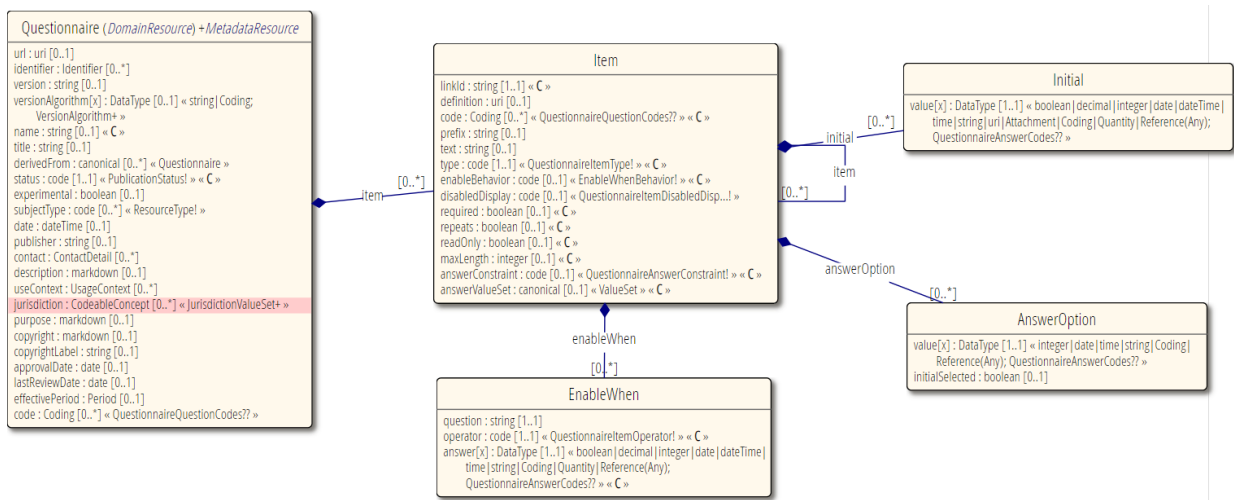 Questionnaire (DomainResource) +MetadataResource
url : uri [0..1]
identifier : Identifier [0..*]
version : string [0..1]
versionAlgorithm[x] : DataType [0..1] « string|Coding;
VersionAlgorithm+ »
name : string [0..1] « C »
title : string [0..1]
derivedFrom : canonical [0..*] « Questionnaire »
status : code [1..1] « PublicationStatus! » « C »
experimental : boolean [0..1]
subjectType : code [0..*] « ResourceType! »
date : dateTime [0..1]
publisher : string [0..1]
contact : ContactDetail [0..*]
description : markdown [0..1]
useContext : UsageContext [0..*]
jurisdiction : CodeableConcept [0..*] « JurisdictionValueSet+ »
purpose : markdown [0..1]
copyright : markdown [0..1]
copyrightLabel : string [0..1]
approvalDate : date [0..1]
lastReviewDate : date [0..1]
effectivePeriod : Period [0..1]
code : Coding [0..*] « QuestionnaireQuestionCodes?? »
item
[0..*]
Item
linkId : string [1..1] « C »
definition : uri [0..1]
code : Coding [0..*] « QuestionnaireQuestionCodes?? » « C »
prefix : string [0..1]
text : string [0..1]
type : code [1..1] « QuestionnaireItemType! » « C »
enableBehavior : code [0..1] « EnableWhenBehavior! » « C »
disabledDisplay : code [0..1] « QuestionnaireItemDisabledDisp...! »
required : boolean [0..1] « C »
repeats : boolean [0..1] « C »
readOnly : boolean [0..1] « C »
maxLength : integer [0..1] « C »
answerConstraint : code [0..1] « QuestionnaireAnswerConstraint! » « C »
answerValueSet : canonical [0..1] « ValueSet » « C »
initial
[0..*]
item
[0..*]
Initial
value[x] : DataType [1..1] « boolean|decimal|integer|date|dateTime|
time|string|uri|Attachment|Coding|Quantity|Reference(Any);
QuestionnaireAnswerCodes?? »
answerOption
[0..*]
AnswerOption
value[x] : DataType [1..1] « integer|date|time|string|Coding|
Reference(Any); QuestionnaireAnswerCodes?? »
initialSelected : boolean [0..1]
enableWhen
[0..*]
EnableWhen
question : string [1..1]
operator : code [1..1] « QuestionnaireItemOperator! » « C »
answer[x] : DataType [1..1] « boolean|decimal|integer|date|dateTime|
time|string|Coding|Quantity|Reference(Any);
QuestionnaireAnswerCodes?? » « C »